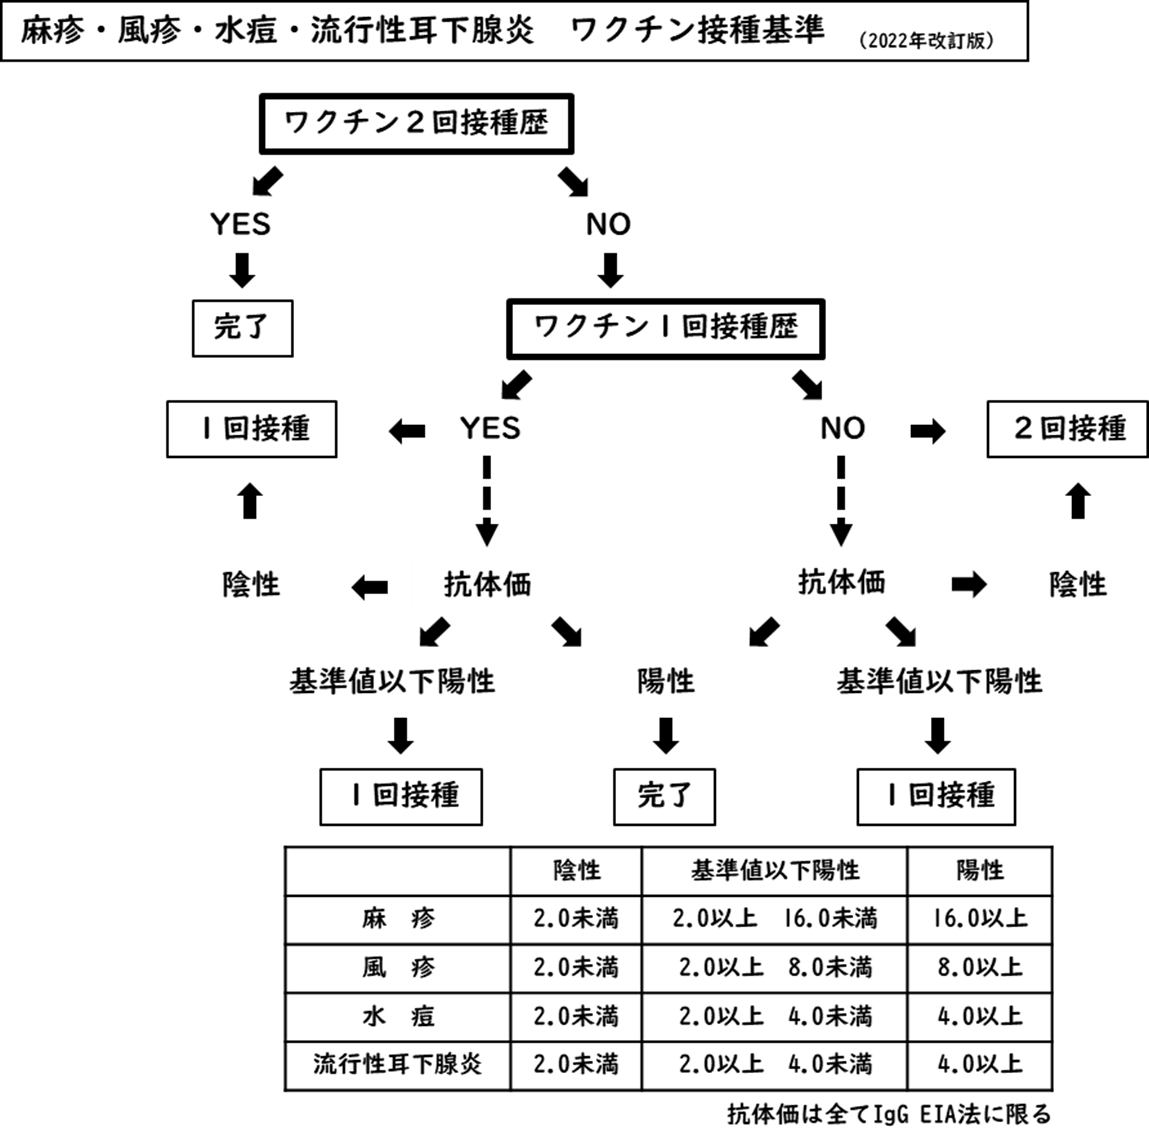 麻疹・風疹・水痘・流行性耳下腺炎　ワクチン接種基準　（2022年改訂版）
ワクチン２回接種歴
YES　NO
完了　ワクチン１回接種歴
１回接種　YES　NO　２回接種
陰性　抗体価　抗体価　陰性
基準値以下陽性　陽性　基準値以下陽性
１回接種　完了　１回接種
陰性　基準値以下陽性　陽性
麻　疹　2.0未満　2.0以上　16.0未満　16.0以上
風　疹　2.0未満　2.0以上　8.0未満　8.0以上
水　痘　2.0未満　2.0以上　4.0未満　4.0以上
流行性耳下腺炎　2.0未満　2.0以上　4.0未満　4.0以上
抗体価は全てIgG EIA法に限る